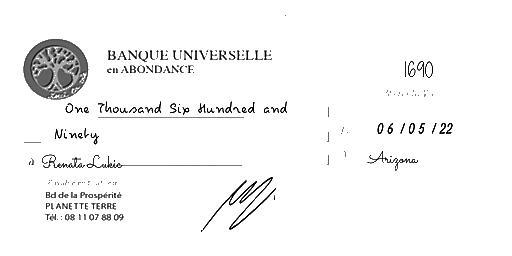 BANQUE UNIVERSELLE
en ABONDANCE
1690
One Thousand Six Hundred and
Ninety
06/05/22
à Renata Lukic
Arizona
Bd de la Prospérité
PLANETTE TERRE
Tél. : 08 11 07 88 09